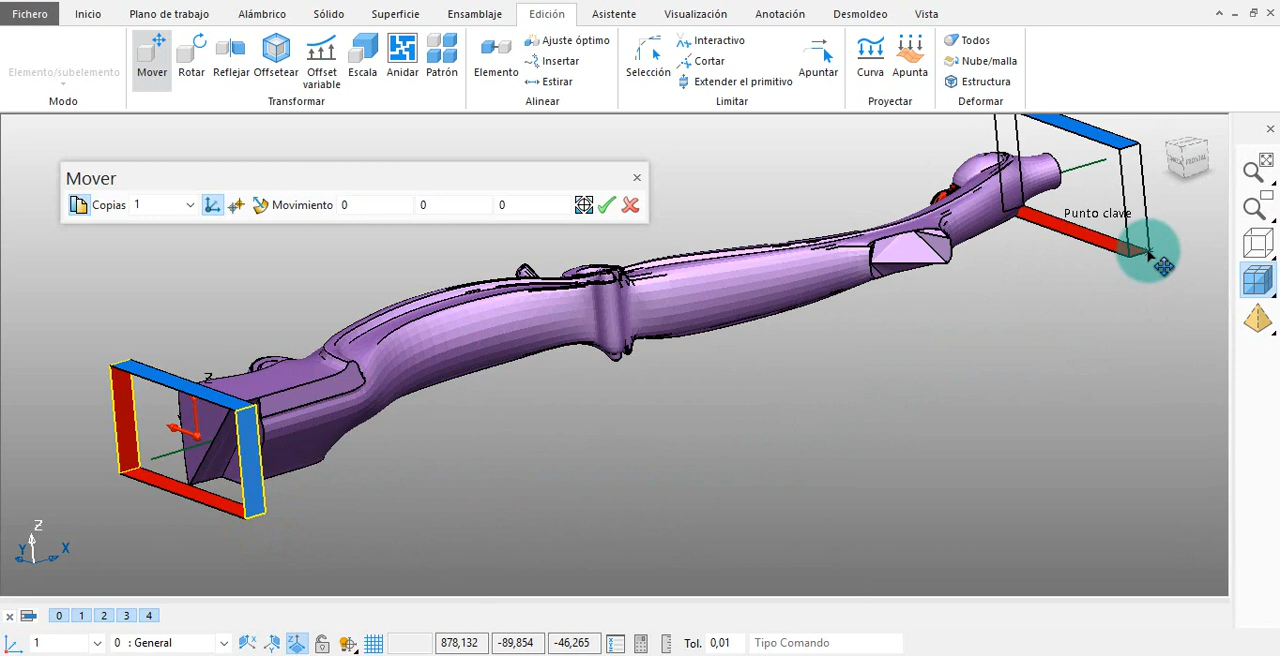 Fichero Inicio Plano de trabajo Alámbrico Sólido Superficie Ensamblaje Edición Asistente Visualización Anotación Desmoldeo Vista
Elemento/subelemento
Modo
Mover Rotar Reflejar Offsetear Offset variable Escala Anidar Patrón
Transformar
Elemento
Ajuste óptimo
Insertar
Estirar
Alinear
Selección
Interactivo
Cortar
Extender el primitivo
Apuntar
Limitar
Curva Apunta
Proyectar
Todos
Nube/malla
Estructura
Deformar
Mover
Copias 1 Movimiento 0 0 0
Punto clave
FRONTAL
Z
Z
Y X
0 1 2 3 4
1 0 : General 878,132 -89,854 -46,265 Tol. 0,01 Tipo Comando